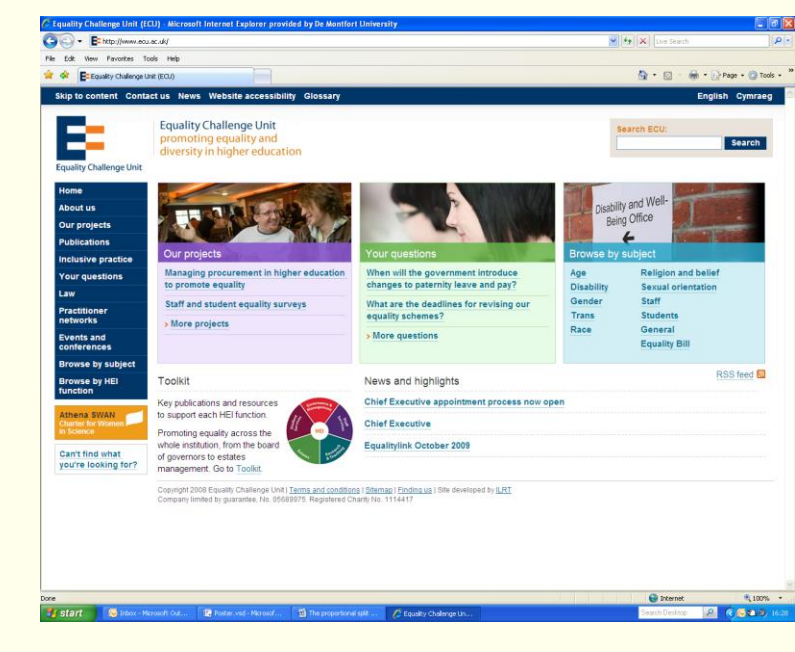 Equality Challenge Unit (ECU) - Microsoft Internet Explorer provided by De Montfort University
http://www.ecu.ac.uk/
Live Search
File Edit View Favorites Tools Help
Equality Challenge Unit (ECU)
Page Tools
Skip to content Contact us News Website accessibility Glossary
English Cymraeg
Equality Challenge Unit
Equality Challenge Unit
promoting equality and
diversity in higher education
Search ECU:
Search
Home
About us
Our projects
Publications
Inclusive practice
Your questions
Law
Practitioner
networks
Events and
conferences
Browse by subject
Browse by HEI
function
Athena SWAN
Charter for Women
in Science
Can't find what
you're looking for?
Our projects
Managing procurement in higher education
to promote equality
Staff and student equality surveys
› More projects
Your questions
When will the government introduce
changes to paternity leave and pay?
What are the deadlines for revising our
equality schemes?
› More questions
Disability and Well-
Being Office
Browse by subject
Age
Disability
Gender
Trans
Race
Religion and belief
Sexual orientation
Staff
Students
General
Equality Bill
RSS feed
Toolkit
Key publications and resources
to support each HEI function.
Promoting equality across the
whole institution, from the board
of governors to estates
management. Go to Toolkit.
HEI
News and highlights
Chief Executive appointment process now open
Chief Executive
Equalitylink October 2009
Copyright 2008 Equality Challenge Unit | Terms and conditions | Sitemap | Finding us | Site developed by ILRT
Company limited by guarantee, No. 05689975. Registered Charity No. 1114417
Done
Internet
100%
start
Inbox - Microsoft Out...
Poster.vsd - Microsof...
The proportional split ...
Equality Challenge Un...
Search Desktop
16:28